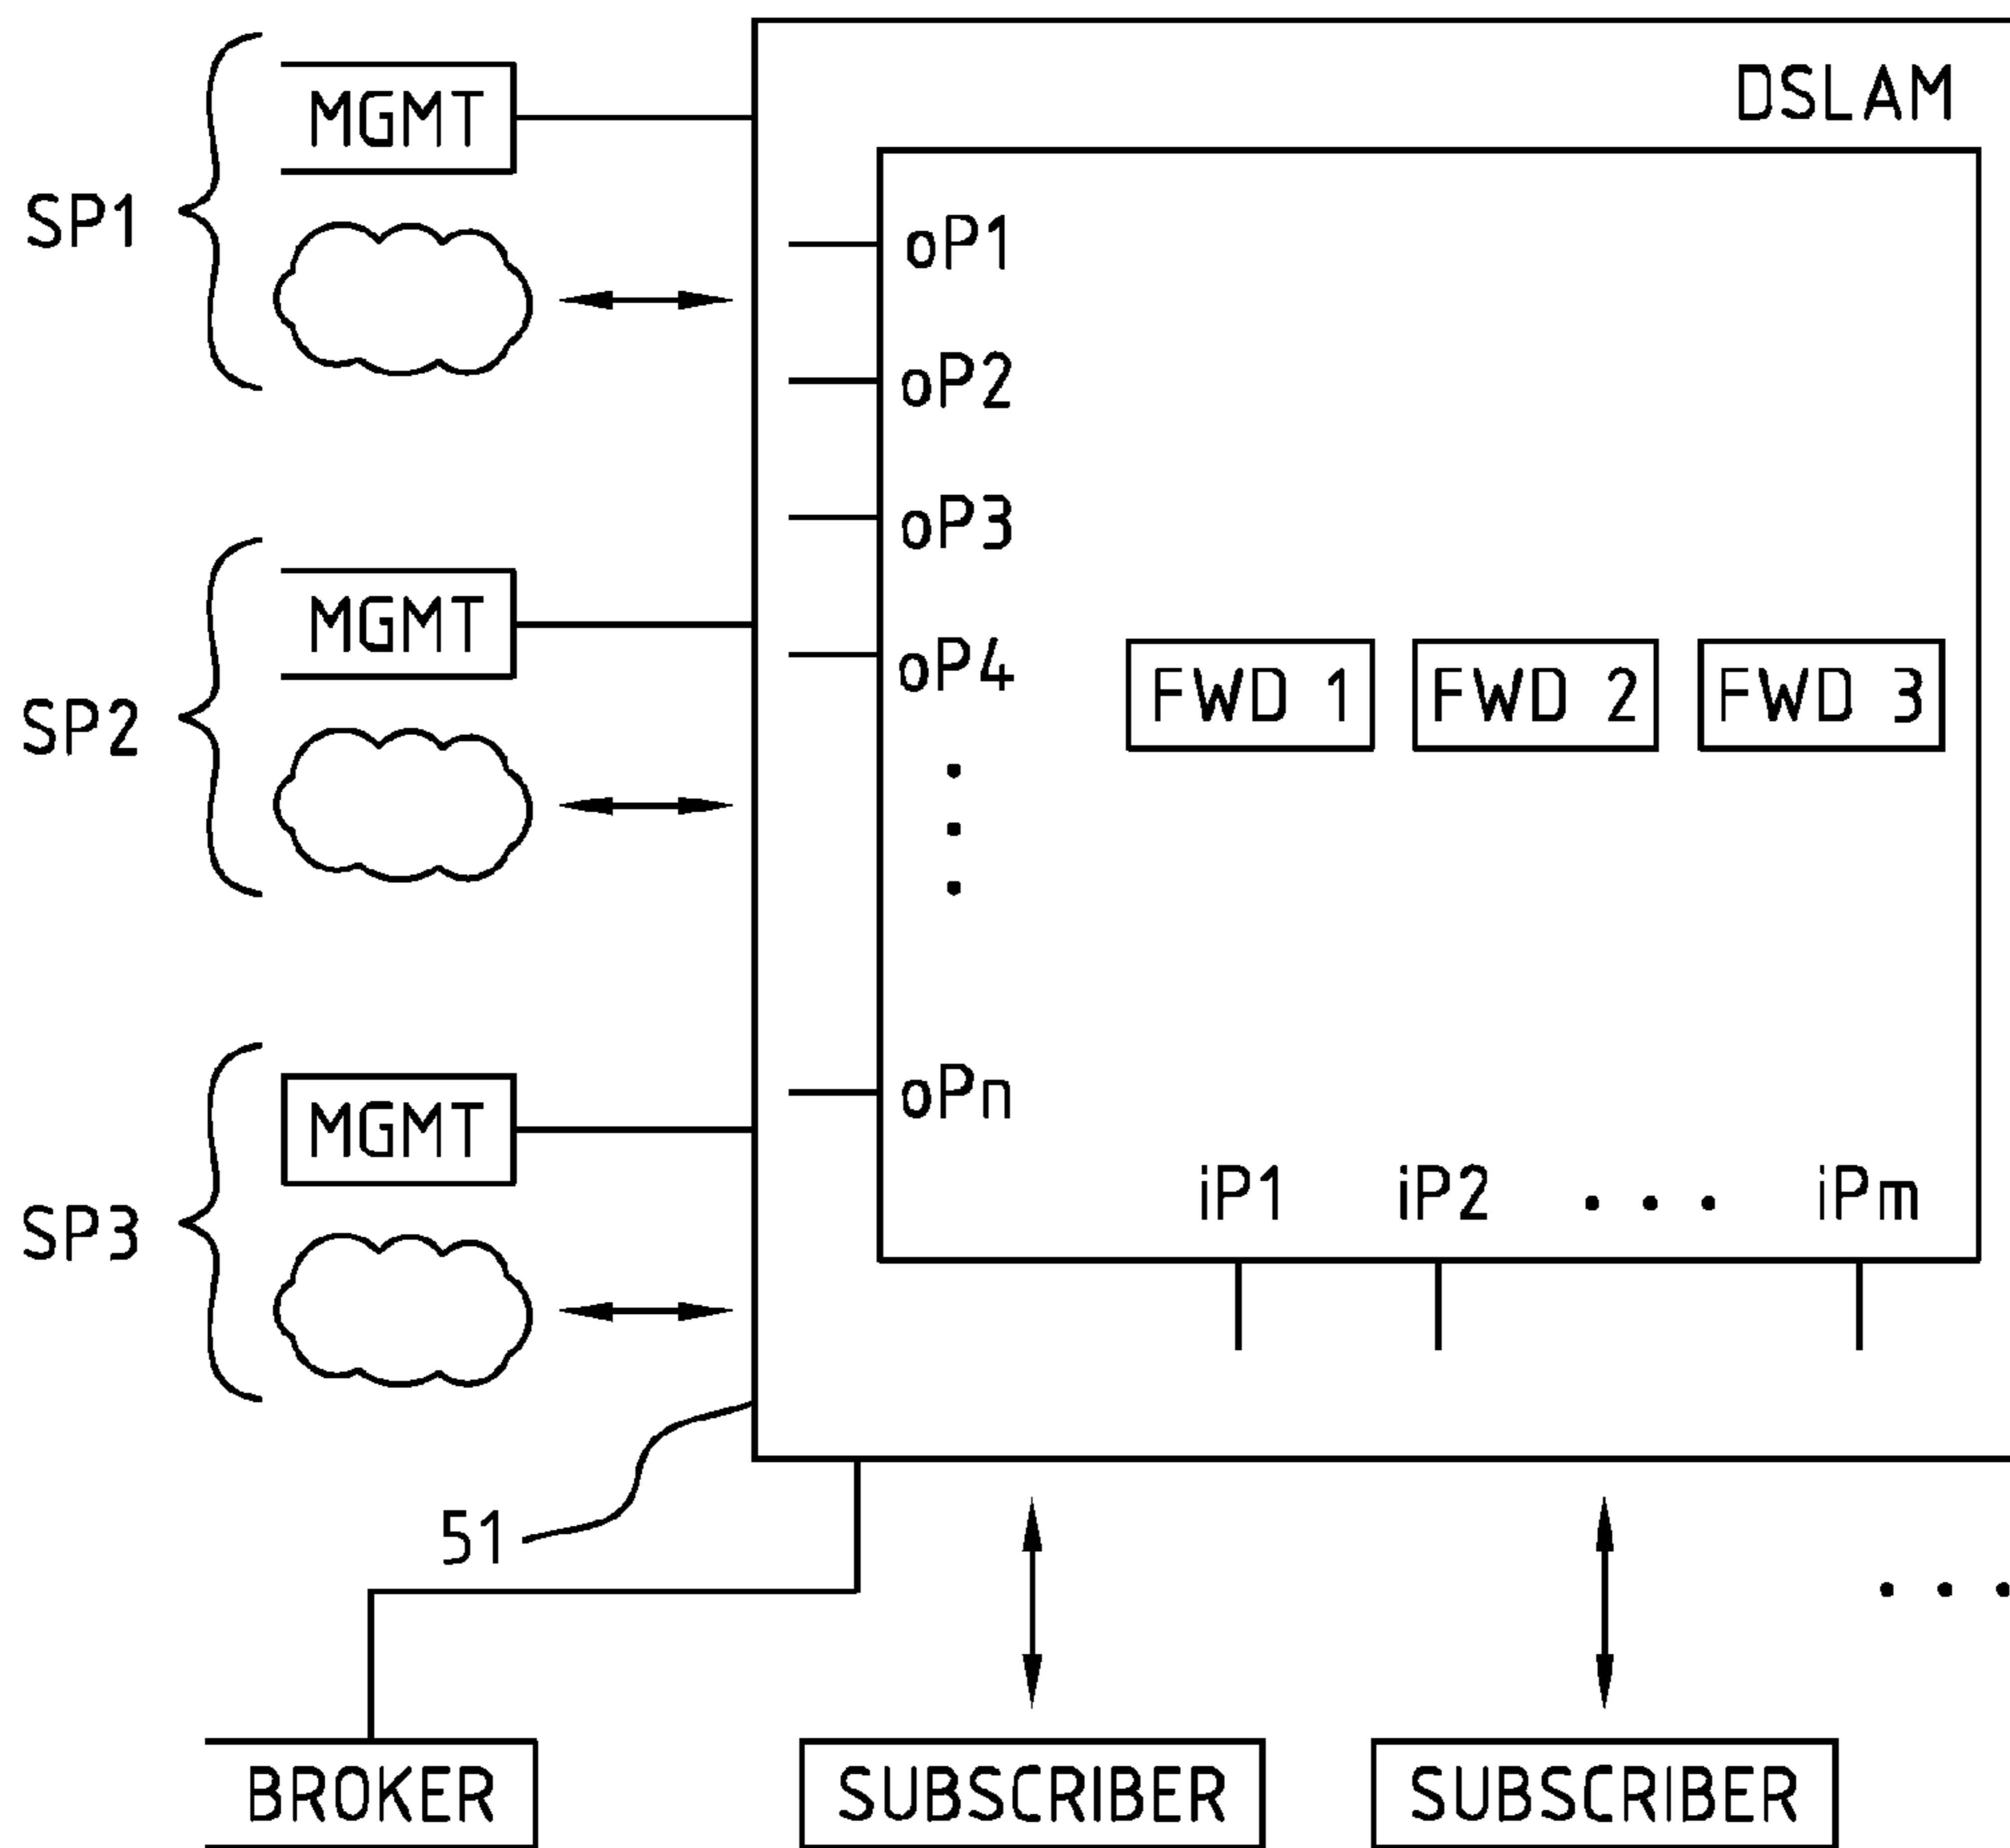 DSLAM
MGMT
SP1
oP1
oP2
oP3
MGMT
oP4
FWD 1
FWD 2
FWD 3
SP2
oPn
MGMT
iP1
iP2
. . .
iPm
SP3
51
. . .
BROKER
SUBSCRIBER
SUBSCRIBER